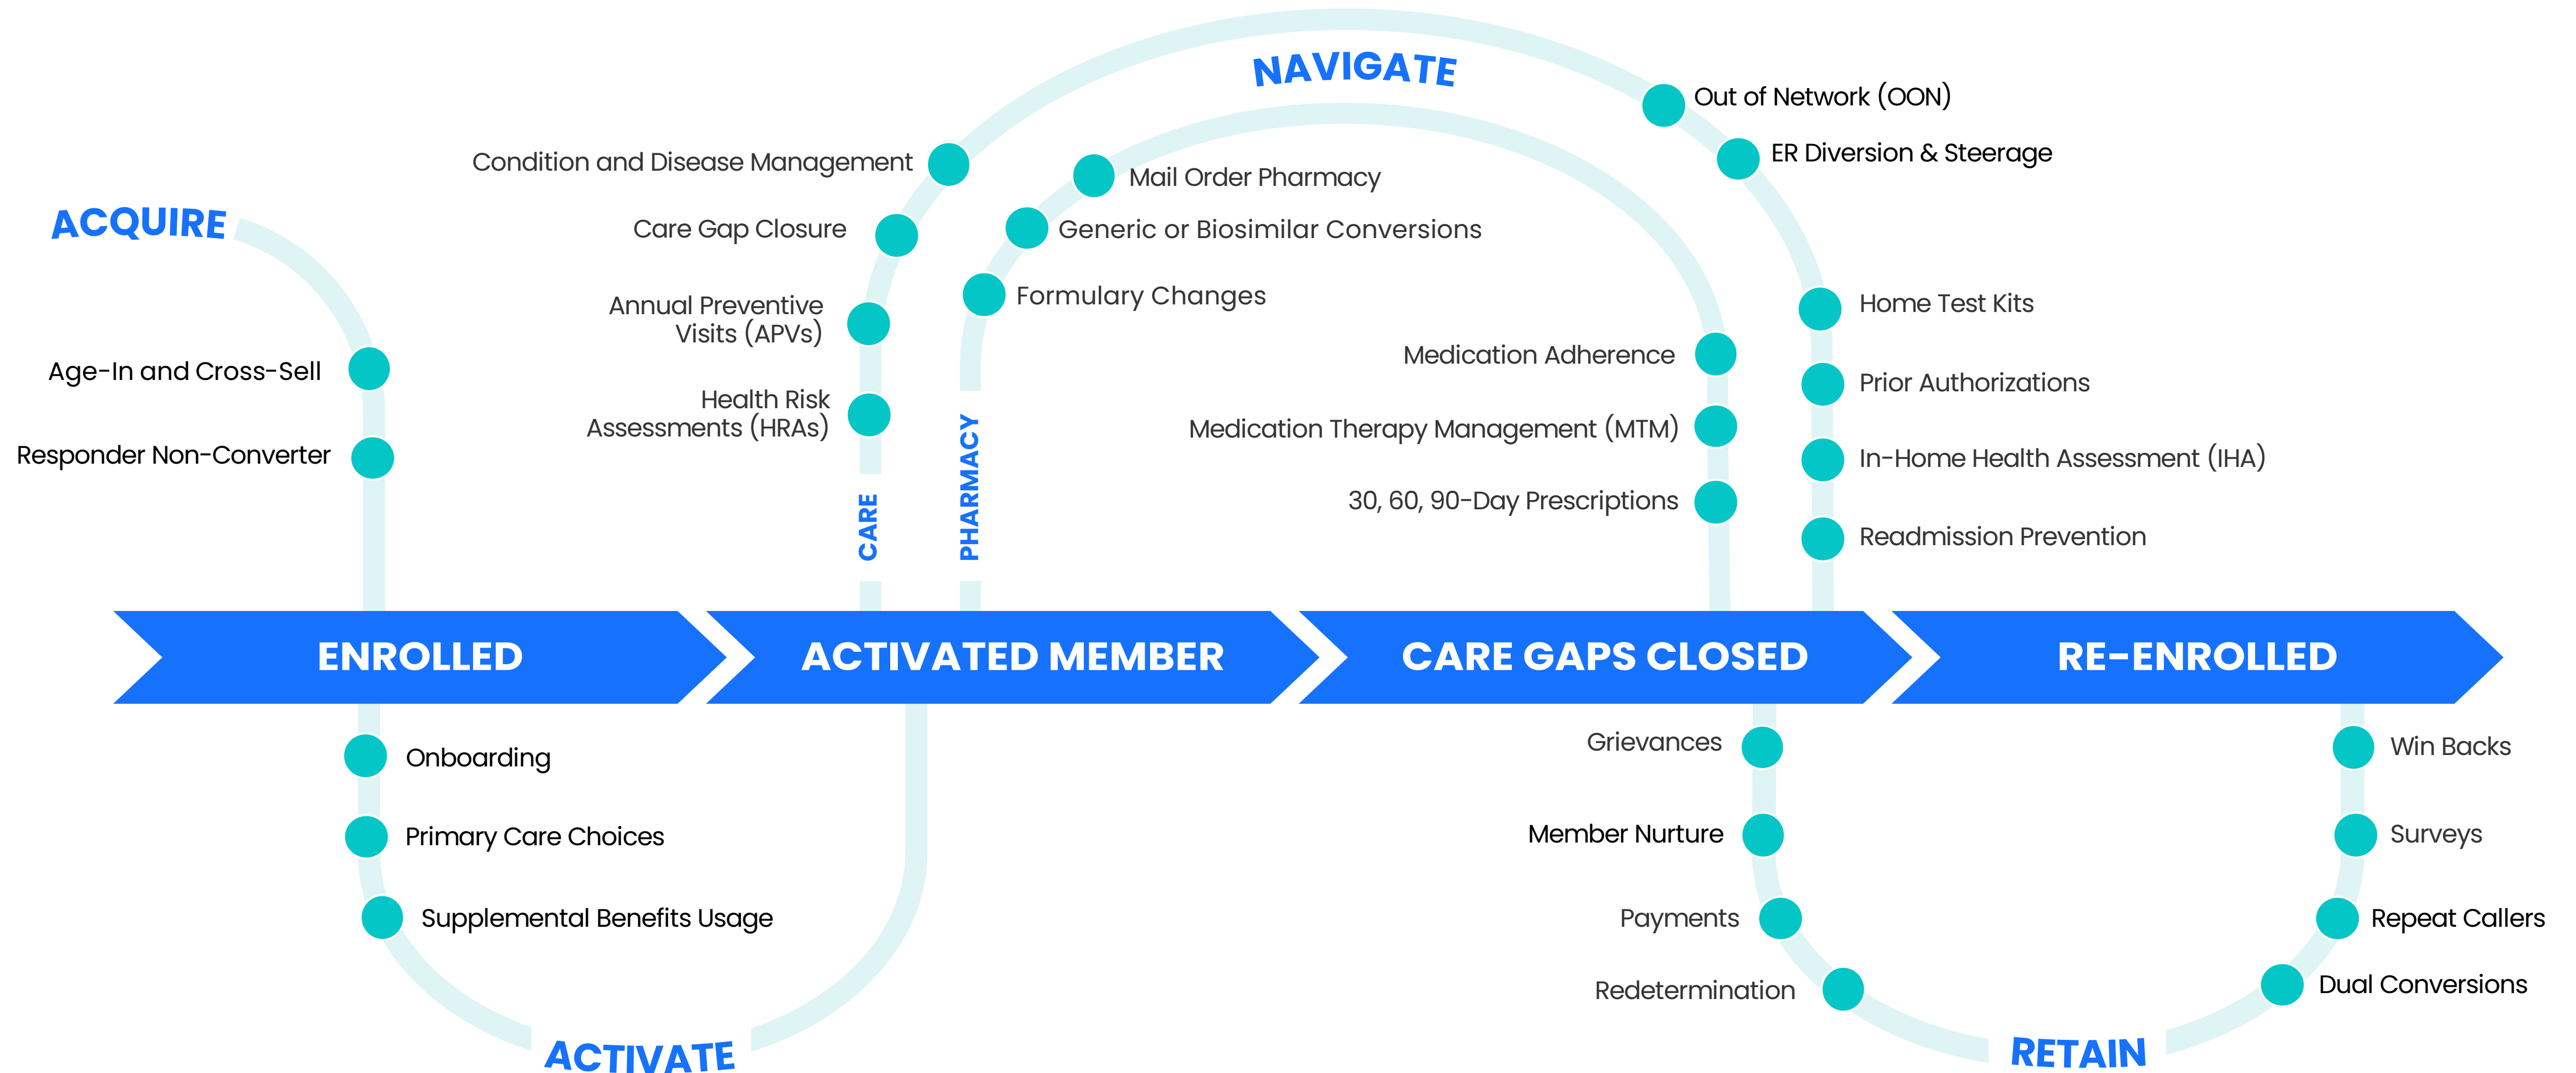 ACQUIRE
Age-In and Cross-Sell
Responder Non-Converter
NAVIGATE
Condition and Disease Management
Care Gap Closure
Annual Preventive
Visits (APVs)
Health Risk
Assessments (HRAs)
CARE
Mail Order Pharmacy
Generic or Biosimilar Conversions
Formulary Changes
PHARMACY
Medication Adherence
Medication Therapy Management (MTM)
30, 60, 90-Day Prescriptions
Out of Network (OON)
ER Diversion & Steerage
Home Test Kits
Prior Authorizations
In-Home Health Assessment (IHA)
Readmission Prevention
ENROLLED
ACTIVATED MEMBER
CARE GAPS CLOSED
RE-ENROLLED
Onboarding
Primary Care Choices
Supplemental Benefits Usage
ACTIVATE
Grievances
Member Nurture
Payments
Redetermination
RETAIN
Win Backs
Surveys
Repeat Callers
Dual Conversions